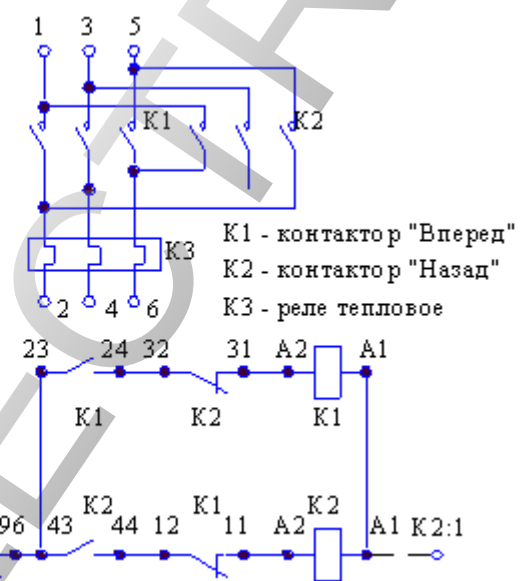 1 3 5
K1 K2
K3
2 4 6
K1 - контактор "Вперед"
K2 - контактор "Назад"
K3 - реле тепловое
23 24 32 31 A2 A1
K1 K2 K1
K2 K1 K2
96 43 44 12 11 A2 A1 K2:1